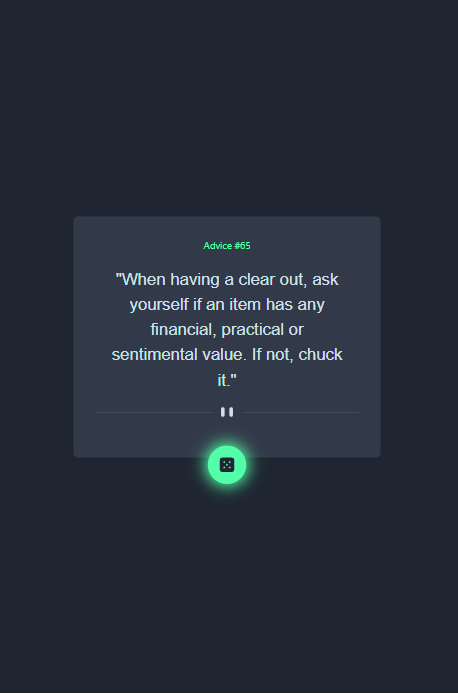 Advice #65
"When having a clear out, ask
yourself if an item has any
financial, practical or
sentimental value. If not, chuck
it."